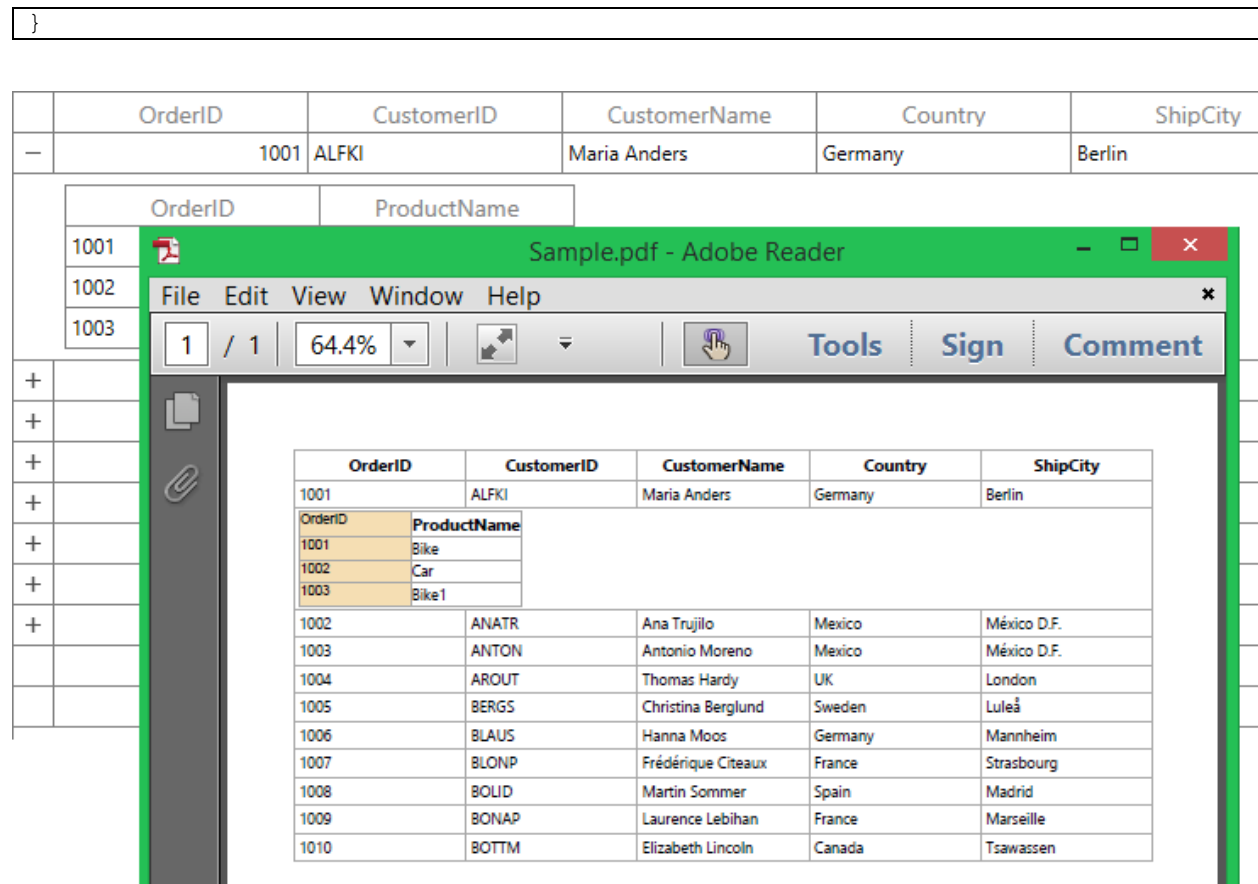 }
OrderID CustomerID CustomerName Country ShipCity
− 1001 ALFKI Maria Anders Germany Berlin
OrderID ProductName
1001
1002
1003
+
+
+
+
+
+
+
Sample.pdf - Adobe Reader
File Edit View Window Help
1 / 1 64.4% Tools Sign Comment
OrderID CustomerID CustomerName Country ShipCity
1001 ALFKI Maria Anders Germany Berlin
OrderID ProductName
1001 Bike
1002 Car
1003 Bike1
1002 ANATR Ana Trujilo Mexico México D.F.
1003 ANTON Antonio Moreno Mexico México D.F.
1004 AROUT Thomas Hardy UK London
1005 BERGS Christina Berglund Sweden Luleå
1006 BLAUS Hanna Moos Germany Mannheim
1007 BLONP Frédérique Citeaux France Strasbourg
1008 BOLID Martin Sommer Spain Madrid
1009 BONAP Laurence Lebihan France Marseille
1010 BOTTM Elizabeth Lincoln Canada Tsawassen